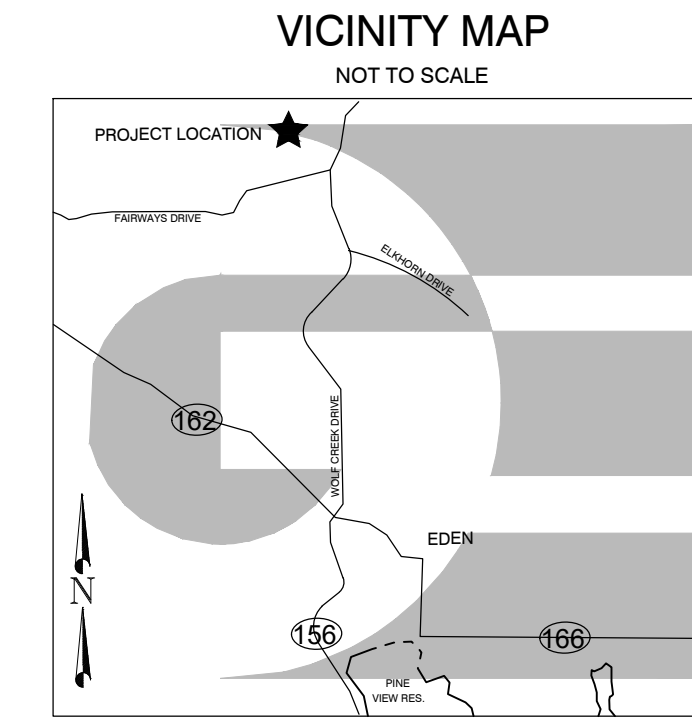 VICINITY MAP
NOT TO SCALE
PROJECT LOCATION
FAIRWAYS DRIVE
ELKHORN DRIVE
162
WOLF CREEK DRIVE
EDEN
N
156
166
PINE
VIEW RES.